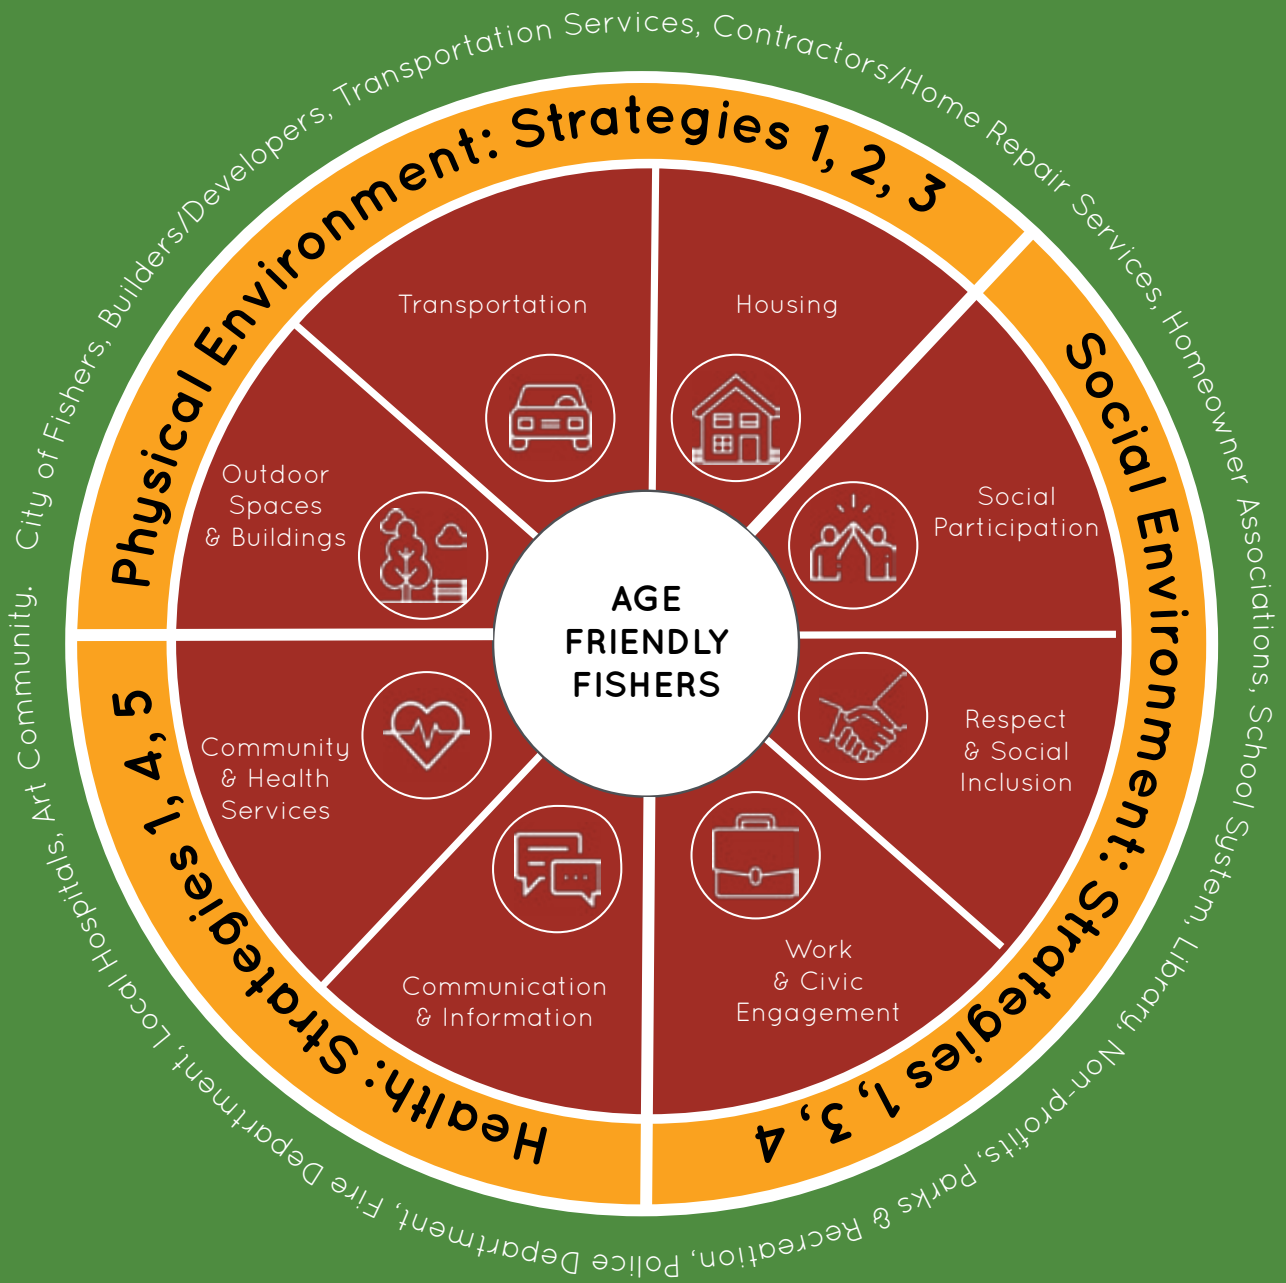 City of Fishers, Builders/Developers, Transportation Services, Contractors/Home Repair Services, Homeowner Associations, School System, Library, Non-profits, Parks & Recreation, Police Department, Fire Department, Local Hospitals, Art Community.
Physical Environment: Strategies 1, 2, 3
Social Environment: Strategies 1, 3, 4
Health: Strategies 1, 4, 5
Transportation
Housing
Outdoor
Spaces
& Buildings
Social
Participation
AGE
FRIENDLY
FISHERS
Community
& Health
Services
Respect
& Social
Inclusion
Communication
& Information
Work
& Civic
Engagement